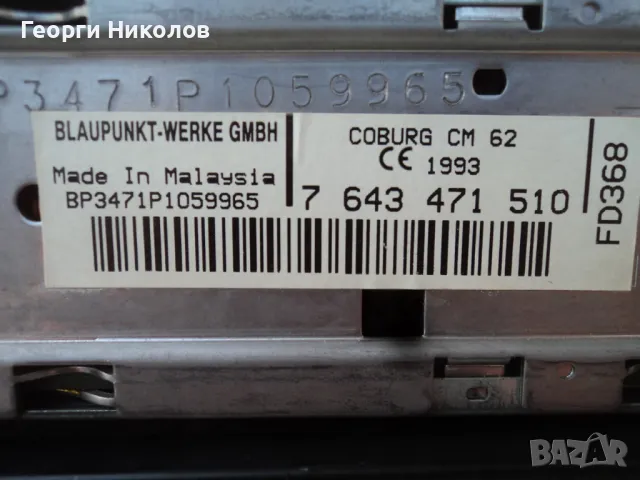 Георги Николов
P3471P1059965
BLAUPUNKT-WERKE GMBH
Made In Malaysia
BP3471P1059965
COBURG CM 62
CE 1993
7 643 471 510
FD368
BAZAR